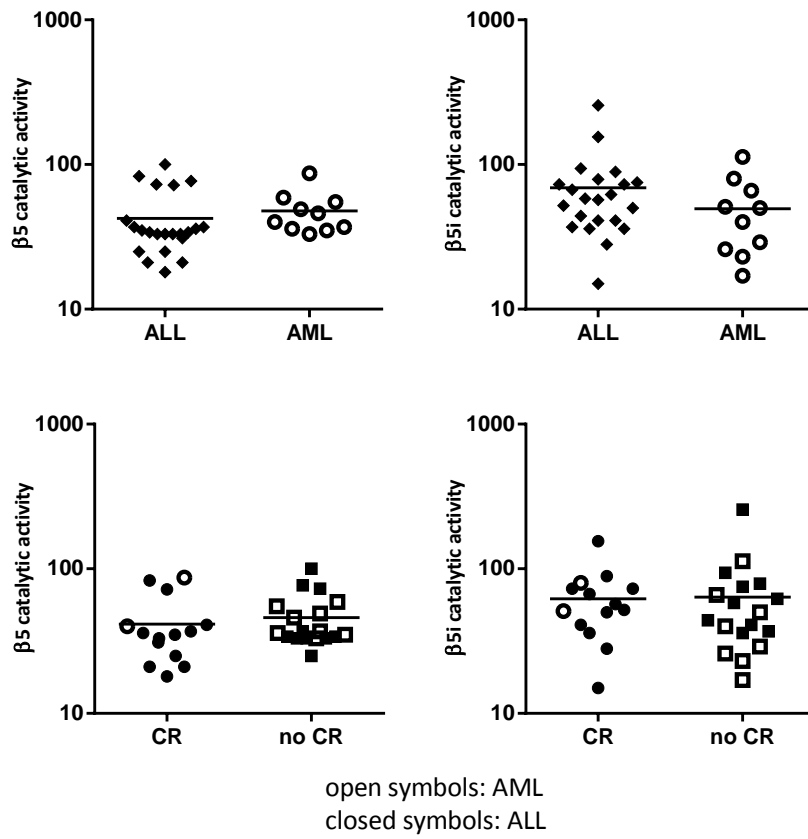 β5 catalytic activity
1000
100
10
ALL
AML
β5i catalytic activity
1000
100
10
ALL
AML
β5 catalytic activity
1000
100
10
CR
no CR
β5i catalytic activity
1000
100
10
CR
no CR
open symbols: AML
closed symbols: ALL